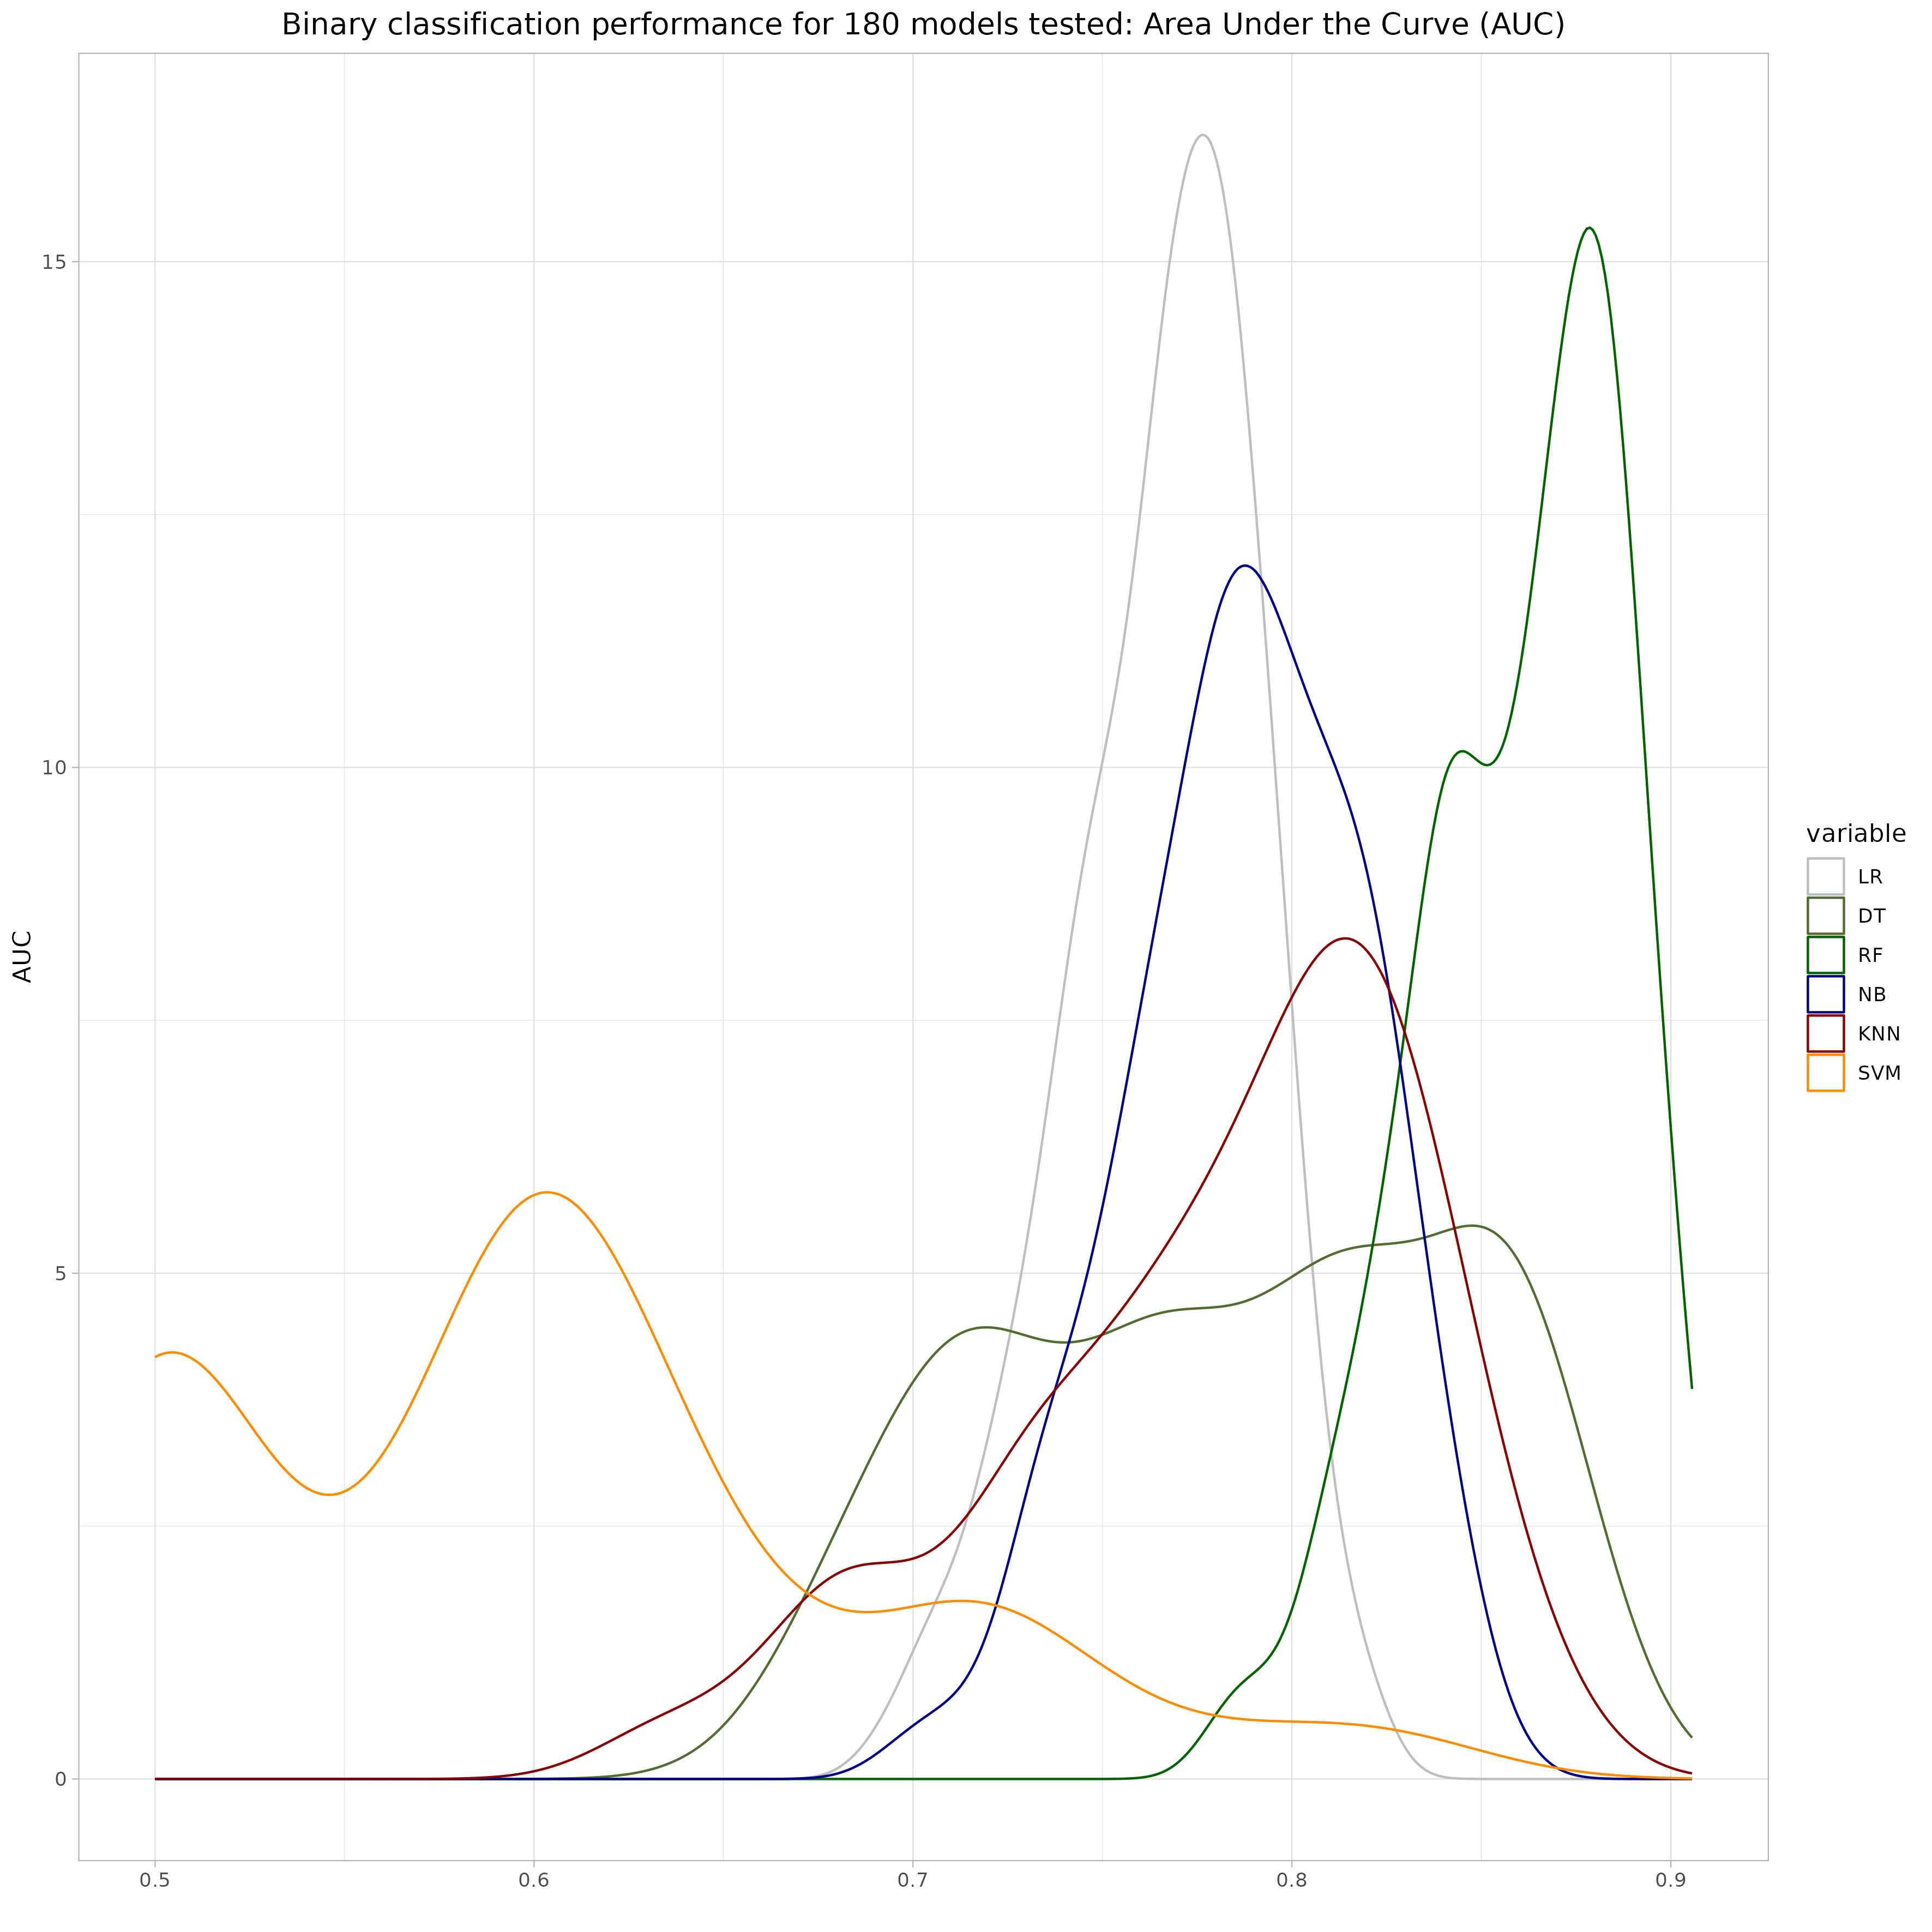 Binary classification performance for 180 models tested: Area Under the Curve (AUC)
15
10
5
0
AUC
0.5 0.6 0.7 0.8 0.9
variable
LR
DT
RF
NB
KNN
SVM